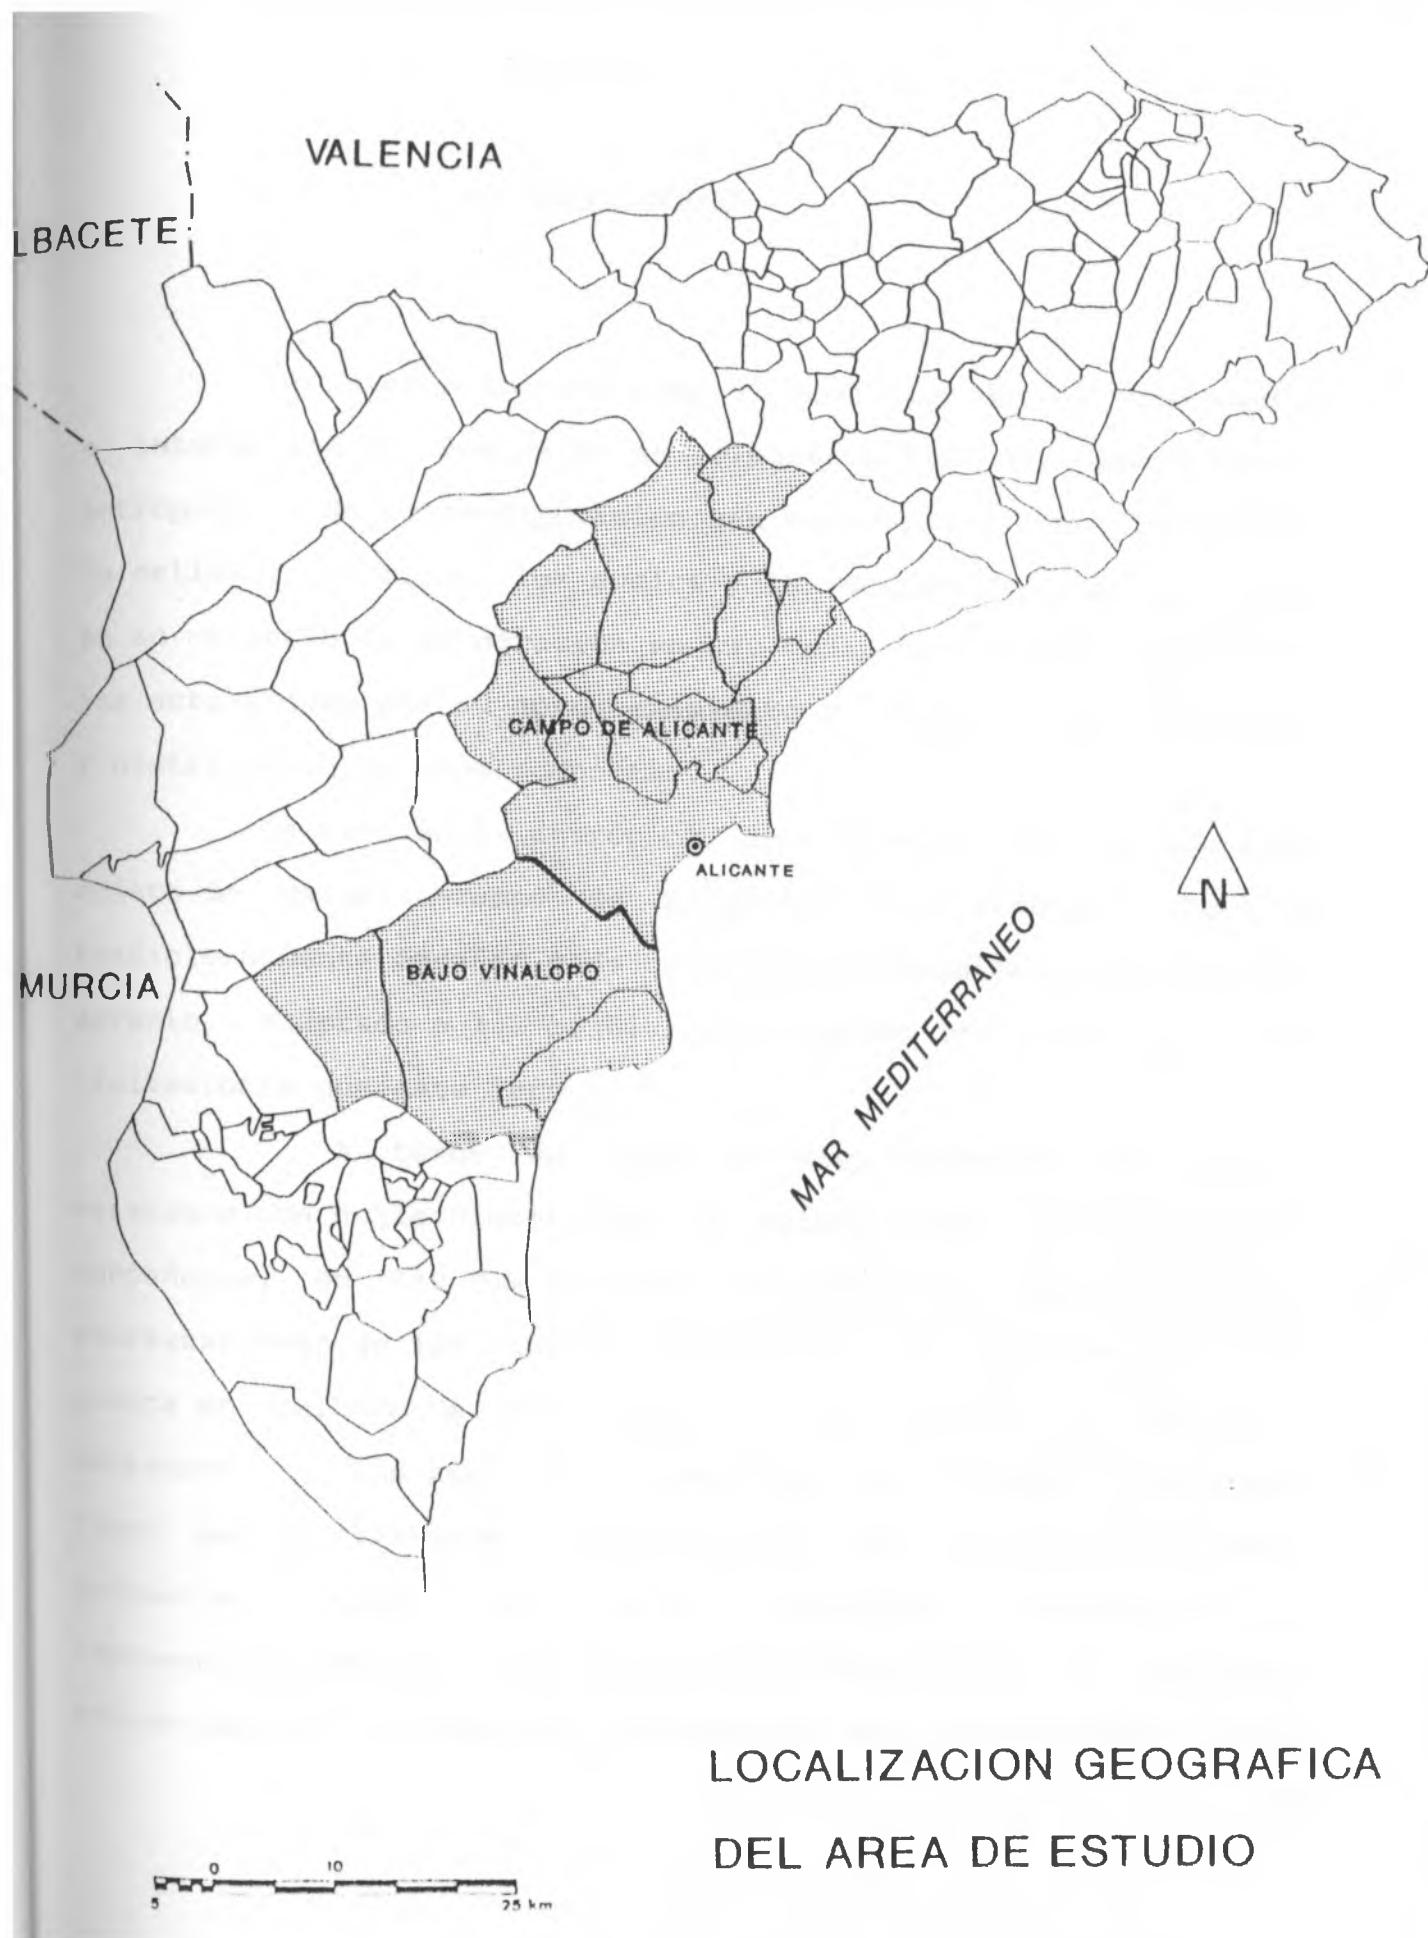 VALENCIA
LBACETE
CAMPO DE ALICANTE
ALICANTE
N
BAJO VINALOPO
MURCIA
MAR MEDITERRANEO
LOCALIZACION GEOGRAFICA
DEL AREA DE ESTUDIO
0 10
5 25 km